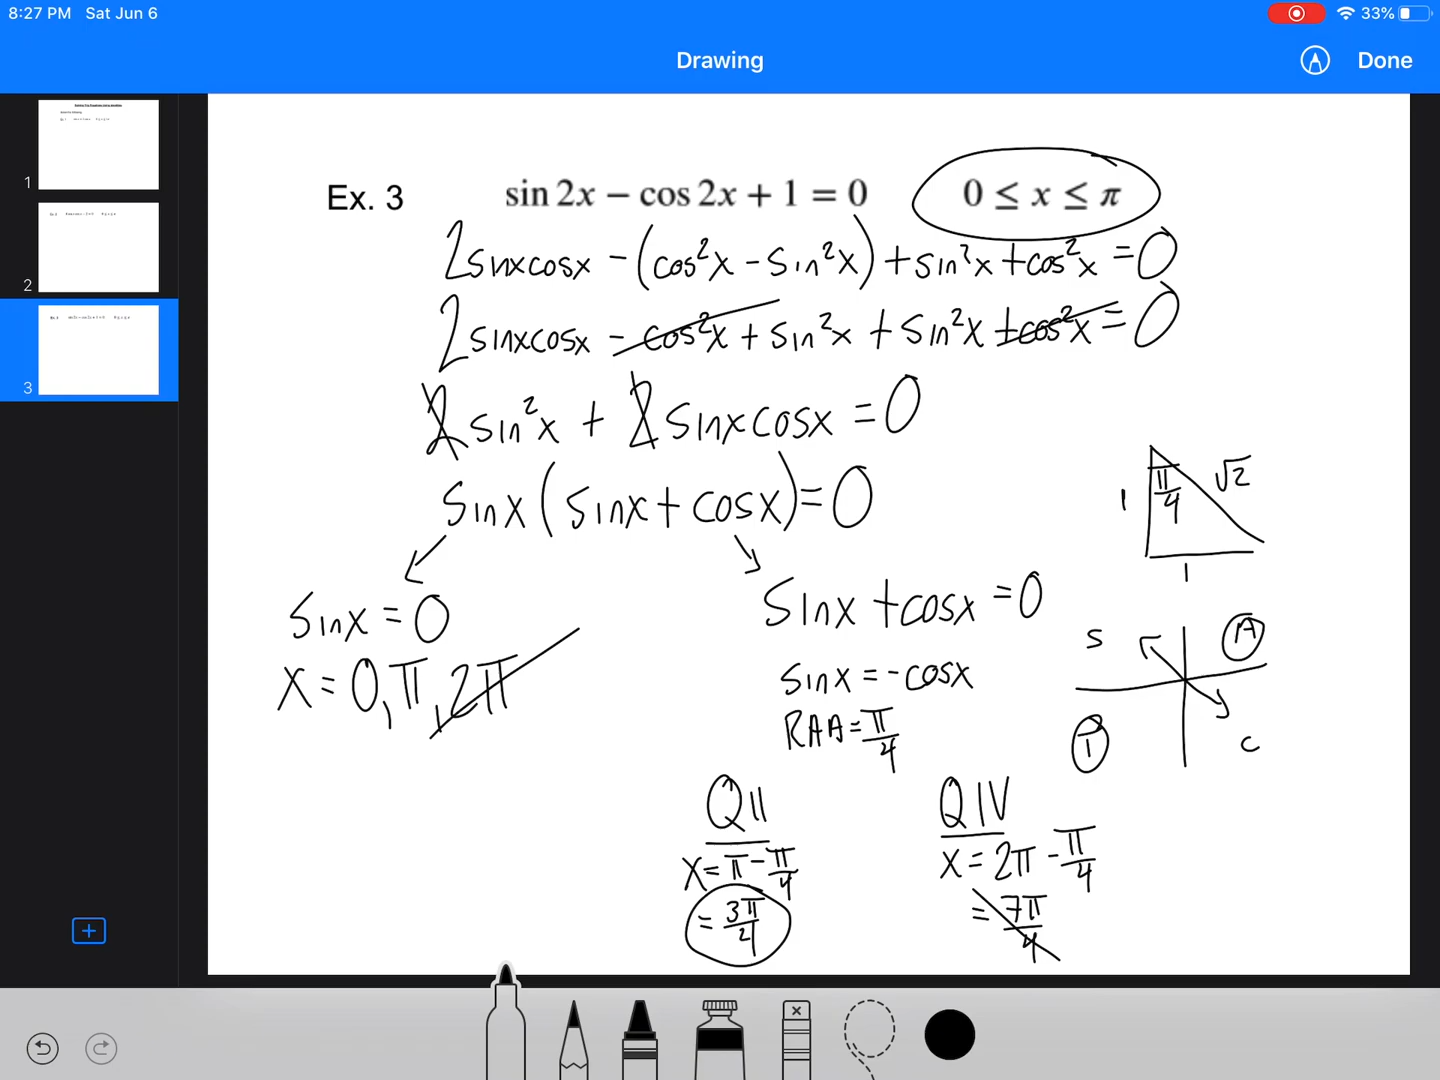 8:27 PM Sat Jun 6 33%
Drawing Done
1
2
3
Ex. 3 sin 2x − cos 2x + 1 = 0 0 ≤ x ≤ π
2sinxcosx - (cos²x - sin²x) + sin²x + cos²x = 0
2sinxcosx - cos²x + sin²x + sin²x + cos²x = 0
2sin²x + 2sinxcosx = 0
sinx(sinx + cosx) = 0
1 π/4 √2
1
sinx = 0
x = 0, π, 2π
sinx + cosx = 0
sinx = -cosx
RAA = π/4
S A
T C
QII
x = π - π/4
= 3π/4
QIV
x = 2π - π/4
= 7π/4